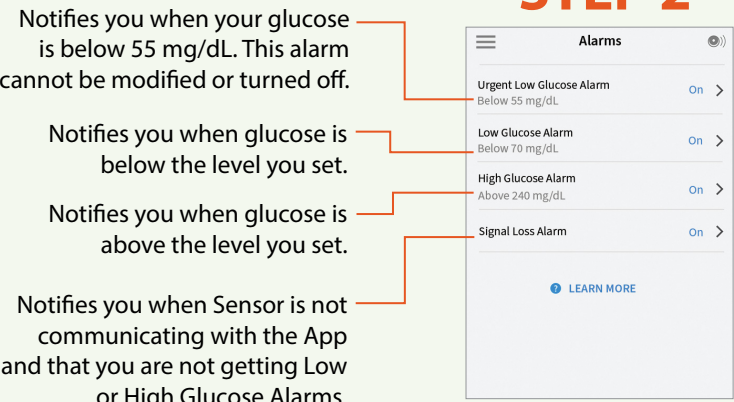 STEP 2
Notifies you when your glucose
is below 55 mg/dL. This alarm
cannot be modified or turned off.
Notifies you when glucose is
below the level you set.
Notifies you when glucose is
above the level you set.
Notifies you when Sensor is not
communicating with the App
and that you are not getting Low
or High Glucose Alarms.
Alarms
Urgent Low Glucose Alarm
Below 55 mg/dL
On
Low Glucose Alarm
Below 70 mg/dL
On
High Glucose Alarm
Above 240 mg/dL
On
Signal Loss Alarm
On
? LEARN MORE